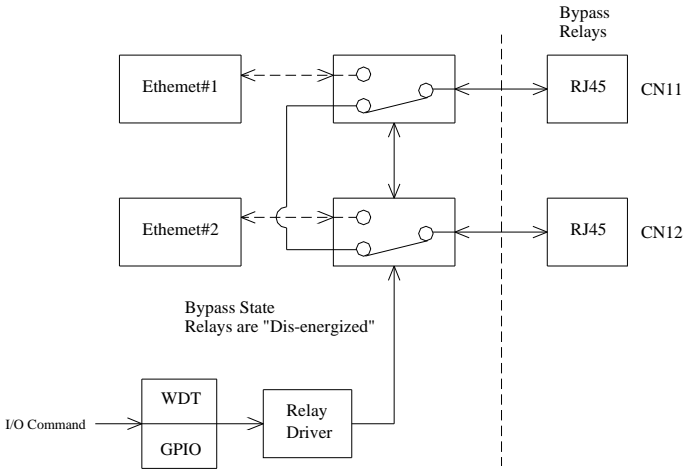 Bypass
Relays
Ethemet#1
RJ45
CN11
Ethemet#2
RJ45
CN12
Bypass State
Relays are "Dis-energized"
WDT
I/O Command
GPIO
Relay
Driver